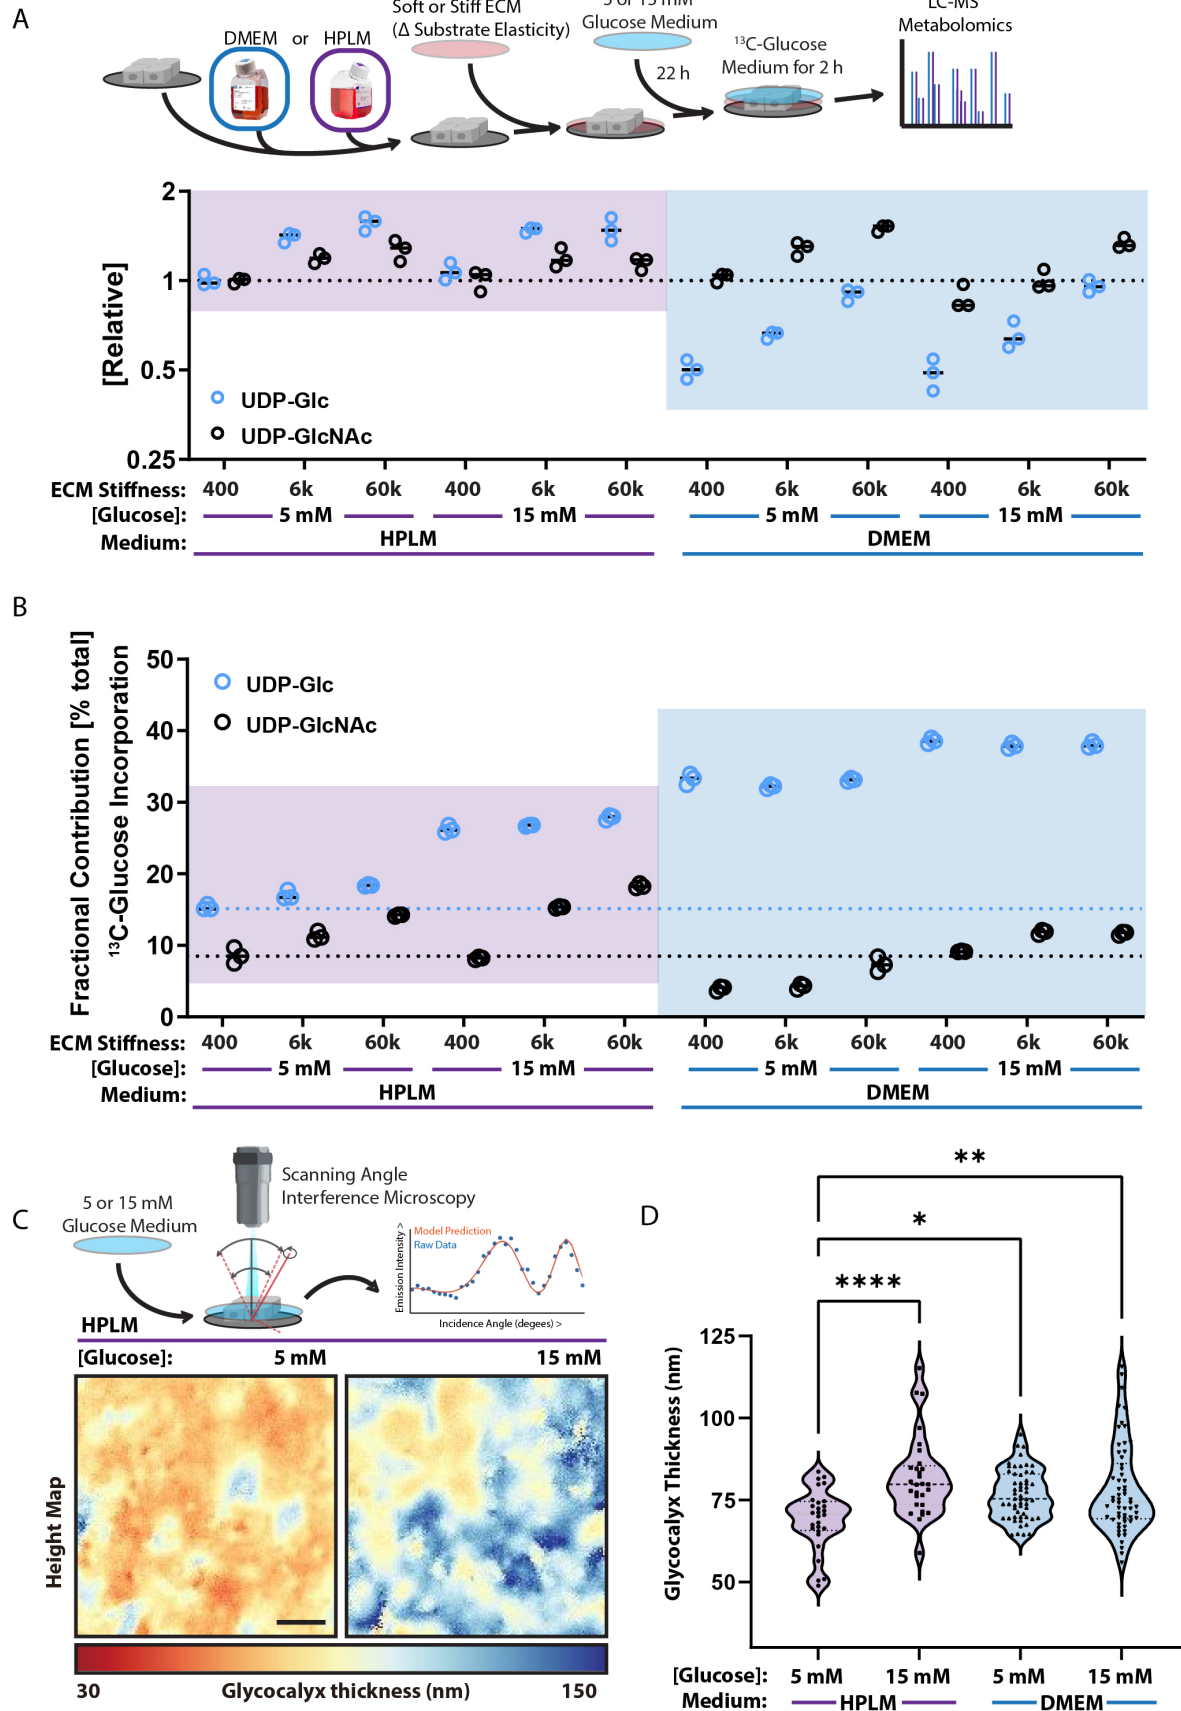 A
Soft or Stiff ECM
(Δ Substrate Elasticity)
5 or 15 mM
Glucose Medium
LC-MS
Metabolomics
DMEM or HPLM
22 h
¹³C-Glucose
Medium for 2 h
[Relative]
2
1
0.5
0.25
UDP-Glc
UDP-GlcNAc
ECM Stiffness: 400 6k 60k 400 6k 60k 400 6k 60k 400 6k 60k
[Glucose]: 5 mM 15 mM 5 mM 15 mM
Medium: HPLM DMEM
B
Fractional Contribution [% total]
¹³C-Glucose Incorporation
50
40
30
20
10
0
UDP-Glc
UDP-GlcNAc
ECM Stiffness: 400 6k 60k 400 6k 60k 400 6k 60k 400 6k 60k
[Glucose]: 5 mM 15 mM 5 mM 15 mM
Medium: HPLM DMEM
C
5 or 15 mM
Glucose Medium
Scanning Angle
Interference Microscopy
Emission Intensity >
Model Prediction
Raw Data
Incidence Angle (degees) >
HPLM
[Glucose]: 5 mM 15 mM
Height Map
30 Glycocalyx thickness (nm) 150
D
**
*
****
Glycocalyx Thickness (nm)
125
100
75
50
[Glucose]: 5 mM 15 mM 5 mM 15 mM
Medium: HPLM DMEM